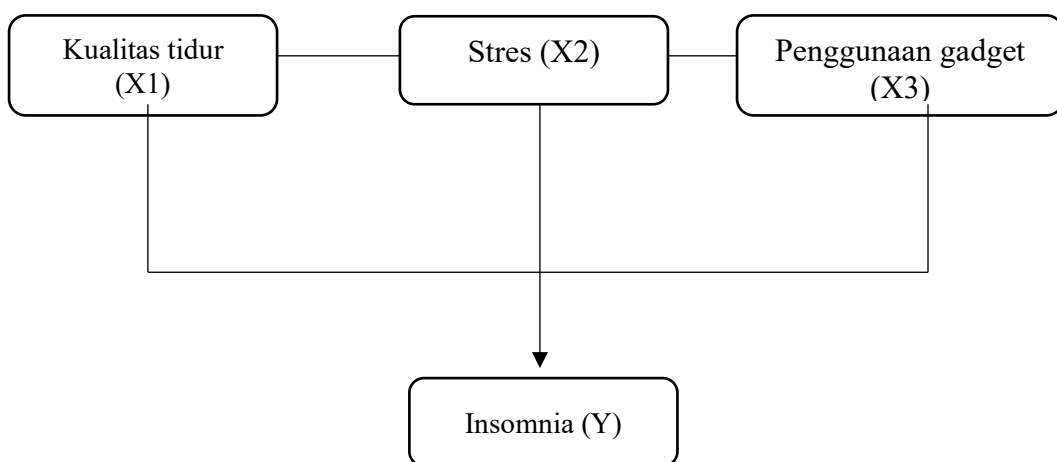 Kualitas tidur
(X1)
Stres (X2)
Penggunaan gadget
(X3)
Insomnia (Y)